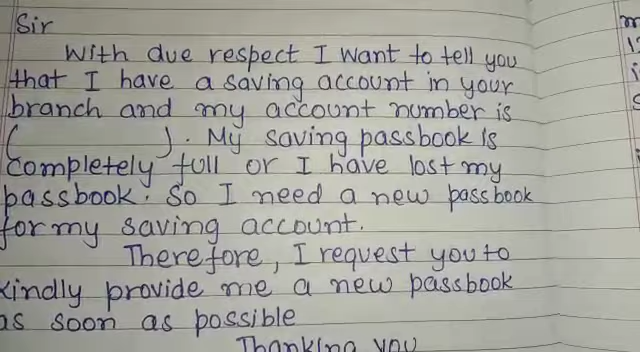 Sir
With due respect I want to tell you
that I have a saving account in your
branch and my account number is
( ). My saving passbook is
completely full or I have lost my
passbook. So I need a new passbook
for my saving account.
Therefore, I request you to
kindly provide me a new passbook
as soon as possible
Thanking you